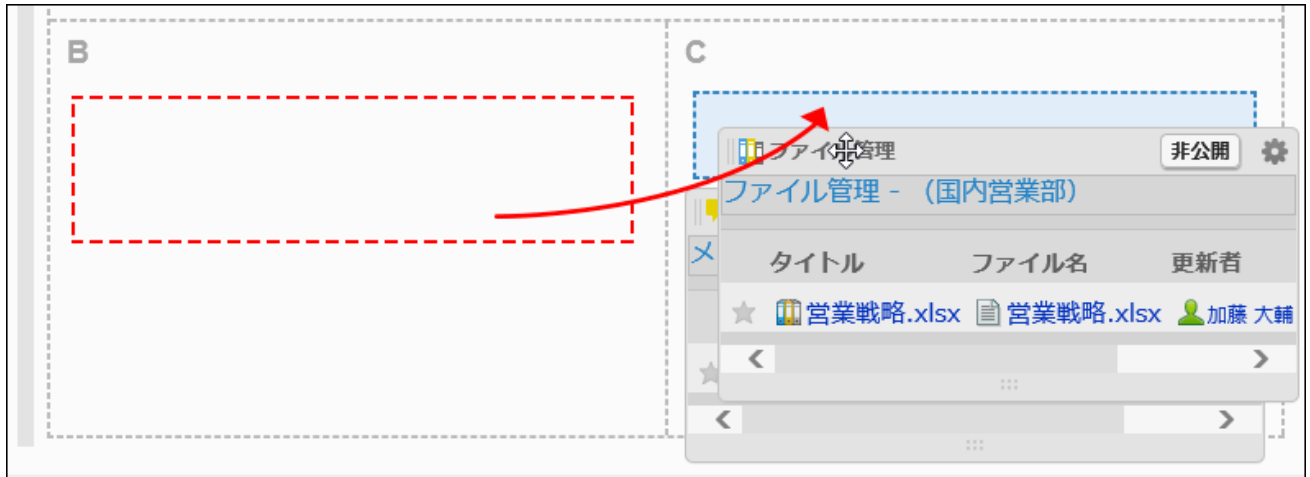 B
C
ファイル管理
非公開
ファイル管理 - （国内営業部）
メ
タイトル ファイル名 更新者
営業戦略.xlsx 営業戦略.xlsx 加藤 大輔